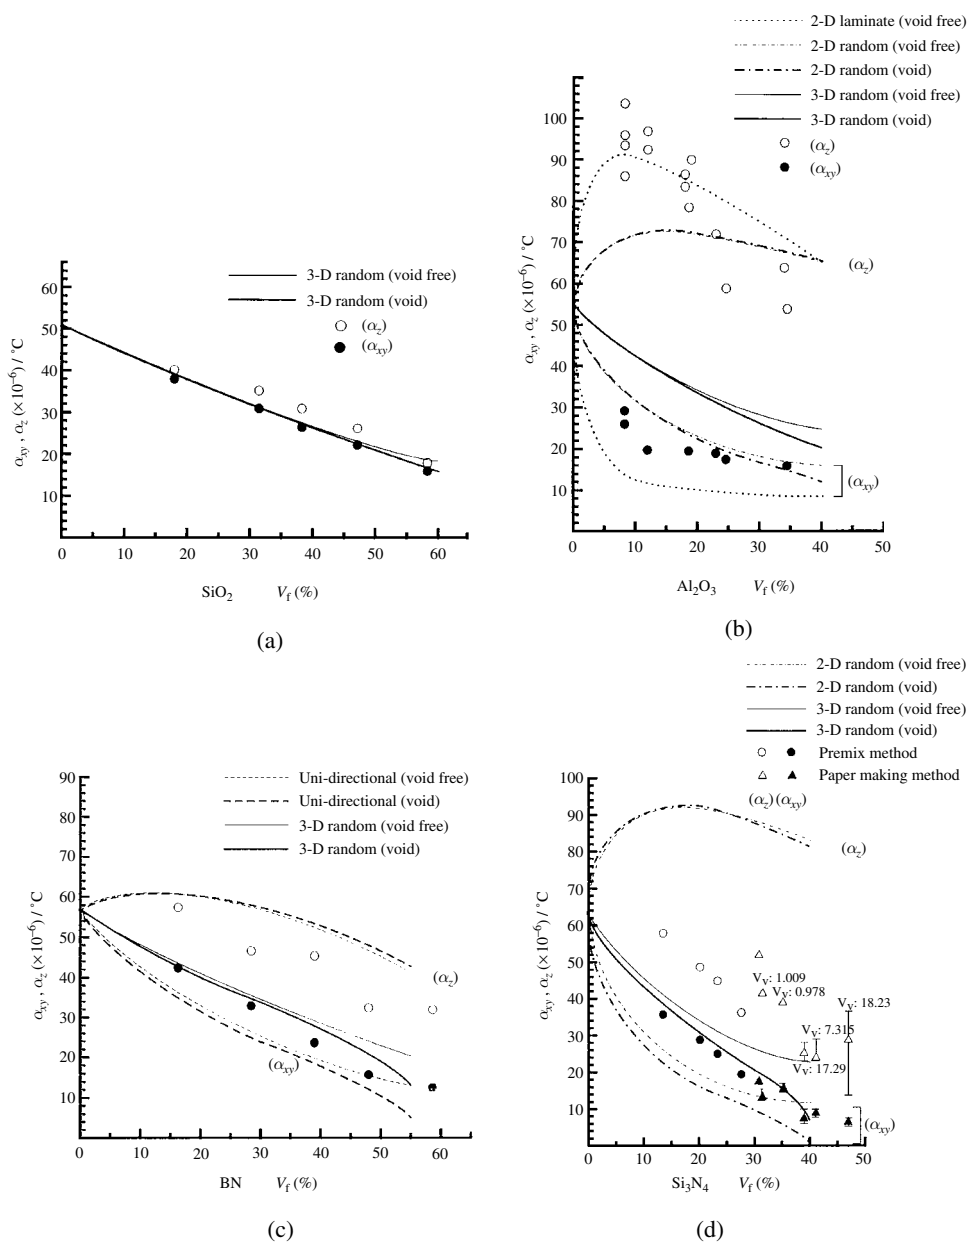 3-D random (void free)
3-D random (void)
(αz)
(αxy)
αxy , αz (×10⁻⁶) / °C
60
50
40
30
20
10
0 10 20 30 40 50 60
SiO2 Vf (%)
(a)
2-D laminate (void free)
2-D random (void free)
2-D random (void)
3-D random (void free)
3-D random (void)
(αz)
(αxy)
αxy , αz (×10⁻⁶) / °C
100
90
80
70
60
50
40
30
20
10
(αz)
(αxy)
0 10 20 30 40 50
Al2O3 Vf (%)
(b)
Uni-directional (void free)
Uni-directional (void)
3-D random (void free)
3-D random (void)
αxy , αz (×10⁻⁶) / °C
90
80
70
60
50
40
30
20
10
(αz)
(αxy)
0 10 20 30 40 50 60
BN Vf (%)
(c)
2-D random (void free)
2-D random (void)
3-D random (void free)
3-D random (void)
Premix method
Paper making method
(αz)(αxy)
αxy , αz (×10⁻⁶) / °C
100
90
80
70
60
50
40
30
20
10
(αz)
Vv: 1.009
Vv: 0.978
Vv: 18.23
Vv: 7.315
Vv: 17.29
(αxy)
0 10 20 30 40 50
Si3N4 Vf (%)
(d)